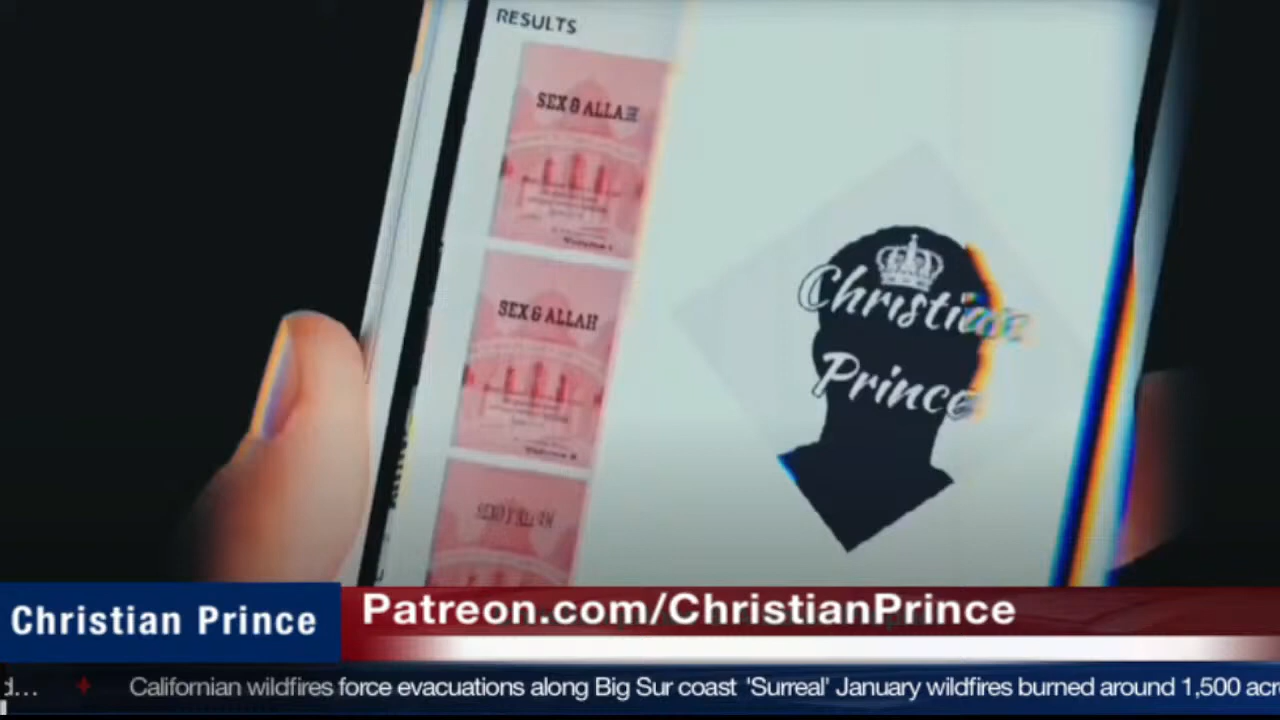 RESULTS
SEX & ALLAH
SEX & ALLAH
Christian
Prince
Christian Prince
Patreon.com/ChristianPrince
d...
Californian wildfires force evacuations along Big Sur coast 'Surreal' January wildfires burned around 1,500 acr